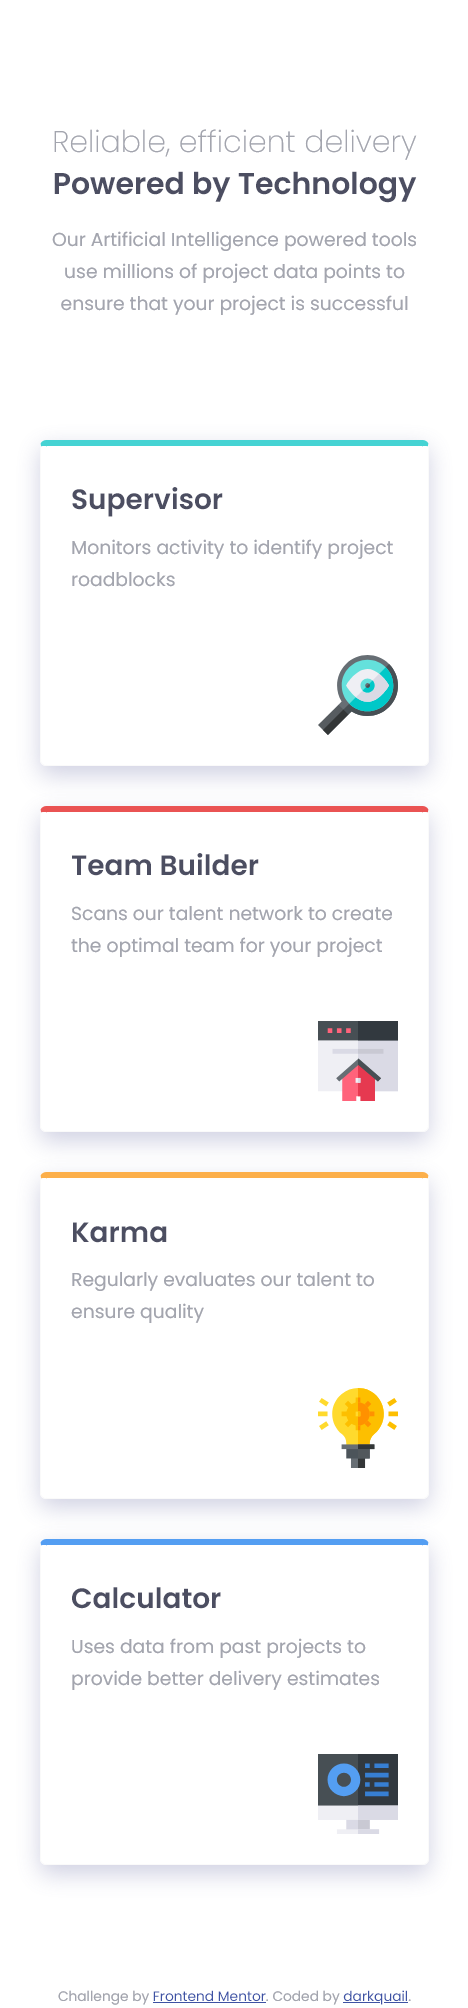 Reliable, efficient delivery
Powered by Technology
Our Artificial Intelligence powered tools
use millions of project data points to
ensure that your project is successful
Supervisor
Monitors activity to identify project
roadblocks
Team Builder
Scans our talent network to create
the optimal team for your project
Karma
Regularly evaluates our talent to
ensure quality
Calculator
Uses data from past projects to
provide better delivery estimates
Challenge by Frontend Mentor. Coded by darkquail.